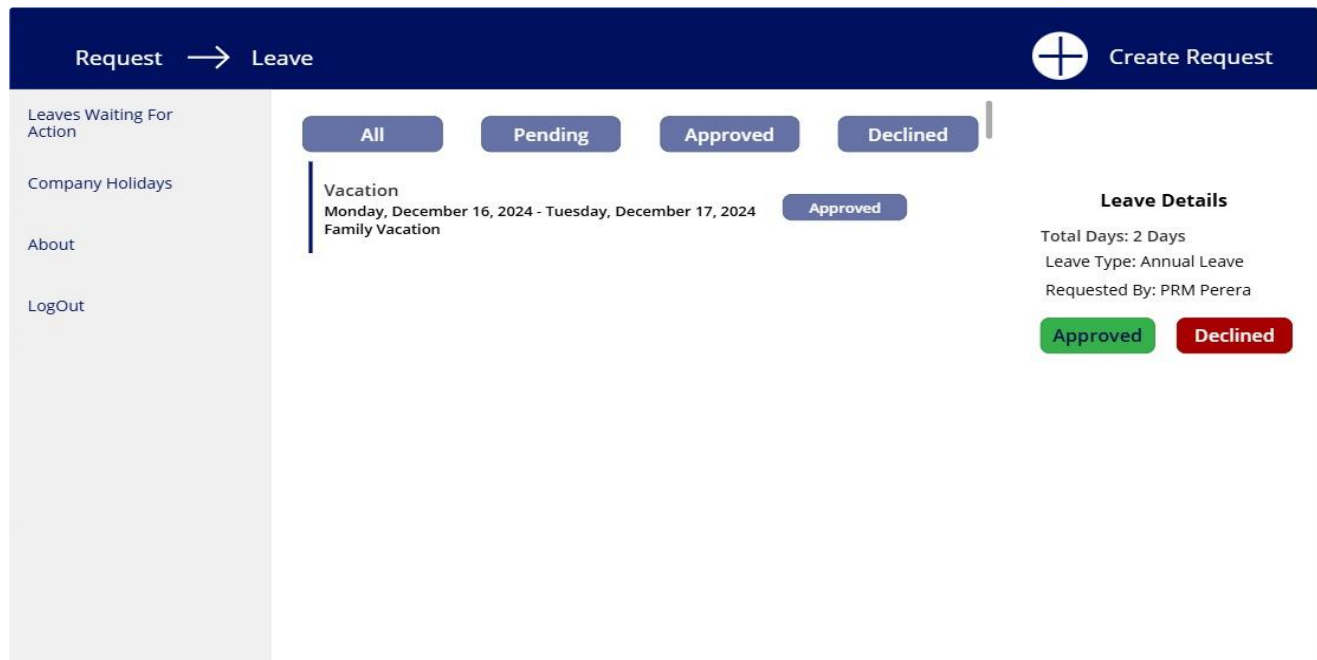 Request → Leave
Create Request
Leaves Waiting For
Action
Company Holidays
About
LogOut
All
Pending
Approved
Declined
Vacation
Monday, December 16, 2024 - Tuesday, December 17, 2024
Family Vacation
Approved
Leave Details
Total Days: 2 Days
Leave Type: Annual Leave
Requested By: PRM Perera
Approved
Declined